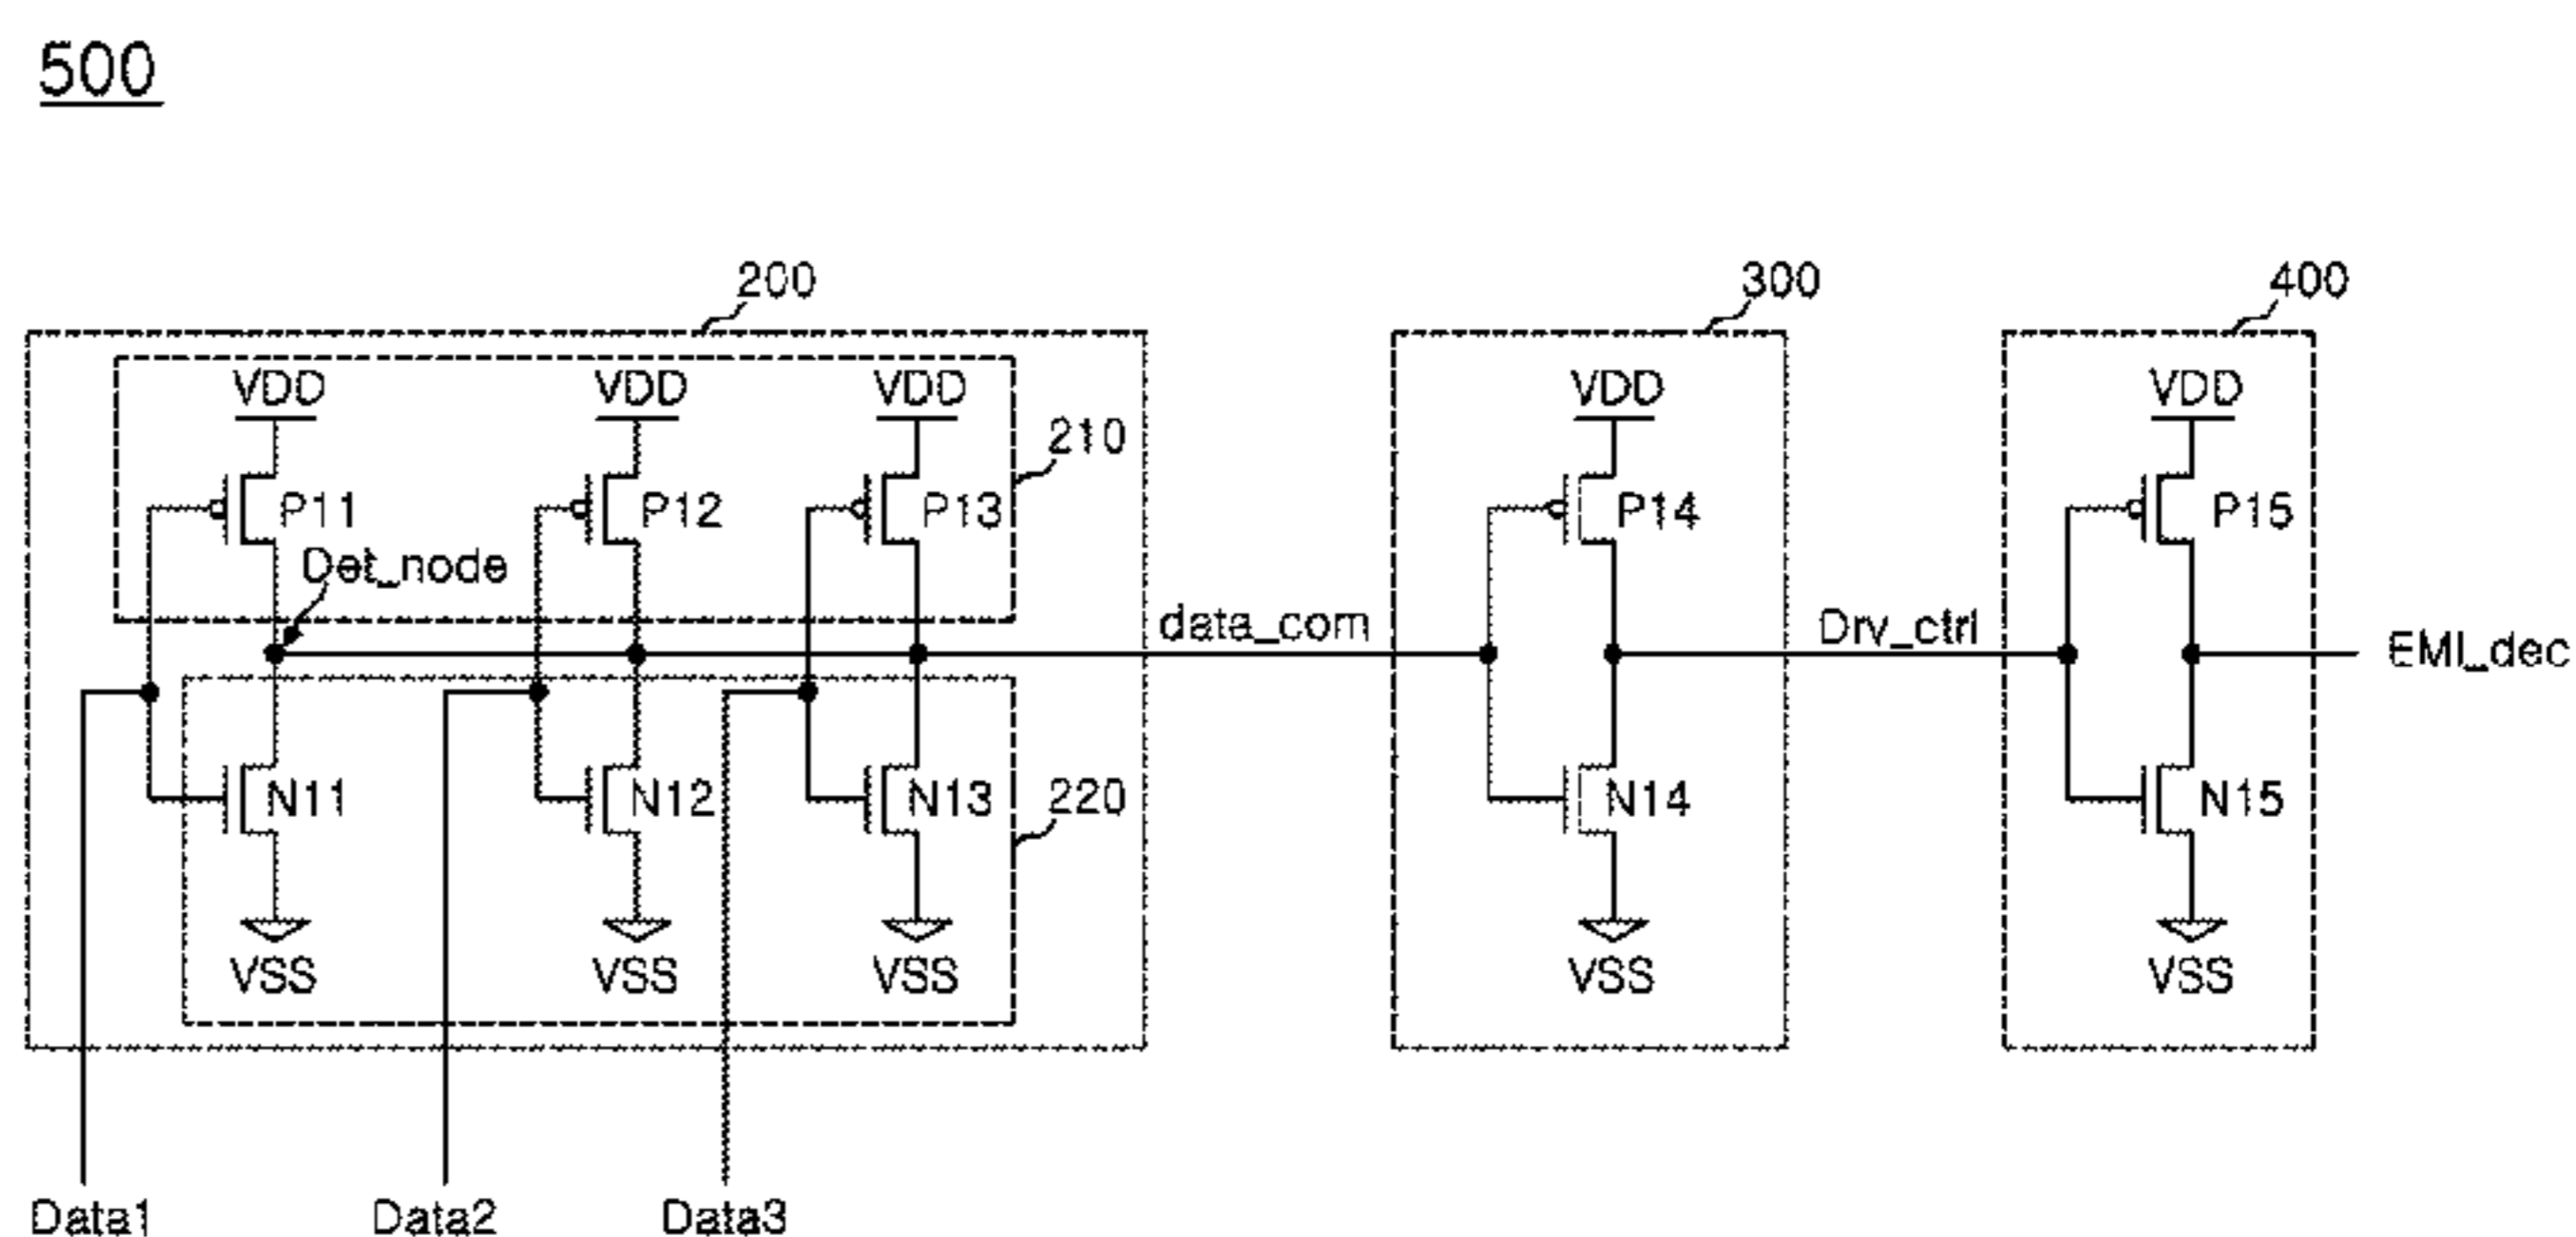 500
200
300
400
VDD
VDD
VDD
VDD
VDD
210
P11
P12
P13
P14
P15
Det_node
data_com
Drv_ctrl
EMI_dec
N11
N12
N13
220
N14
N15
VSS
VSS
VSS
VSS
VSS
Data1
Data2
Data3